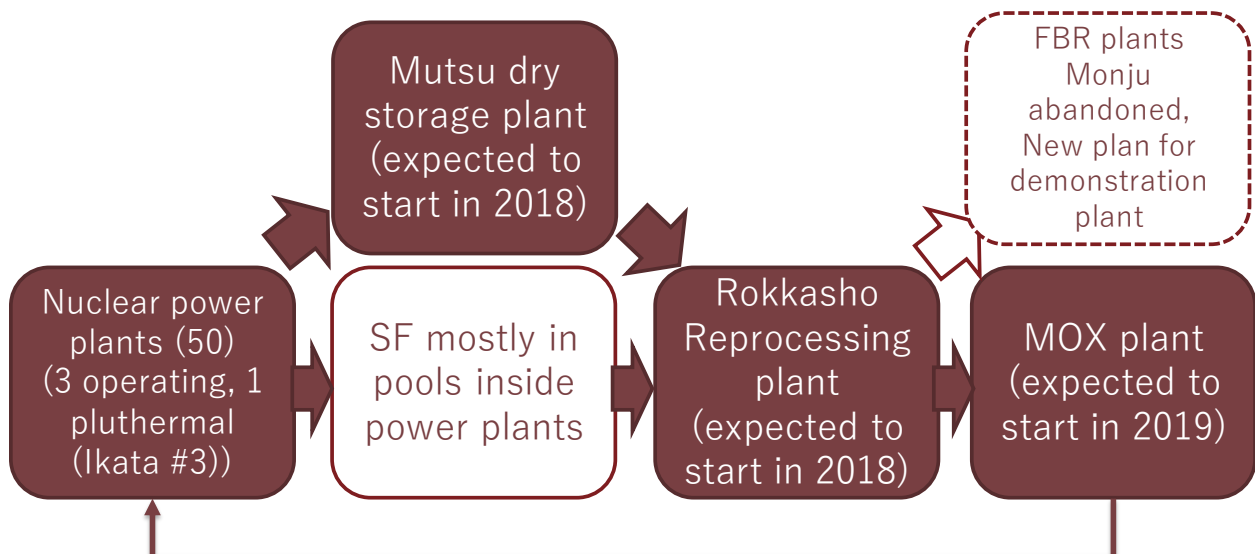 Mutsu dry
storage plant
(expected to
start in 2018)
FBR plants
Monju
abandoned,
New plan for
demonstration
plant
Nuclear power
plants (50)
(3 operating, 1
pluthermal
(Ikata #3))
SF mostly in
pools inside
power plants
Rokkasho
Reprocessing
plant
(expected to
start in 2018)
MOX plant
(expected to
start in 2019)